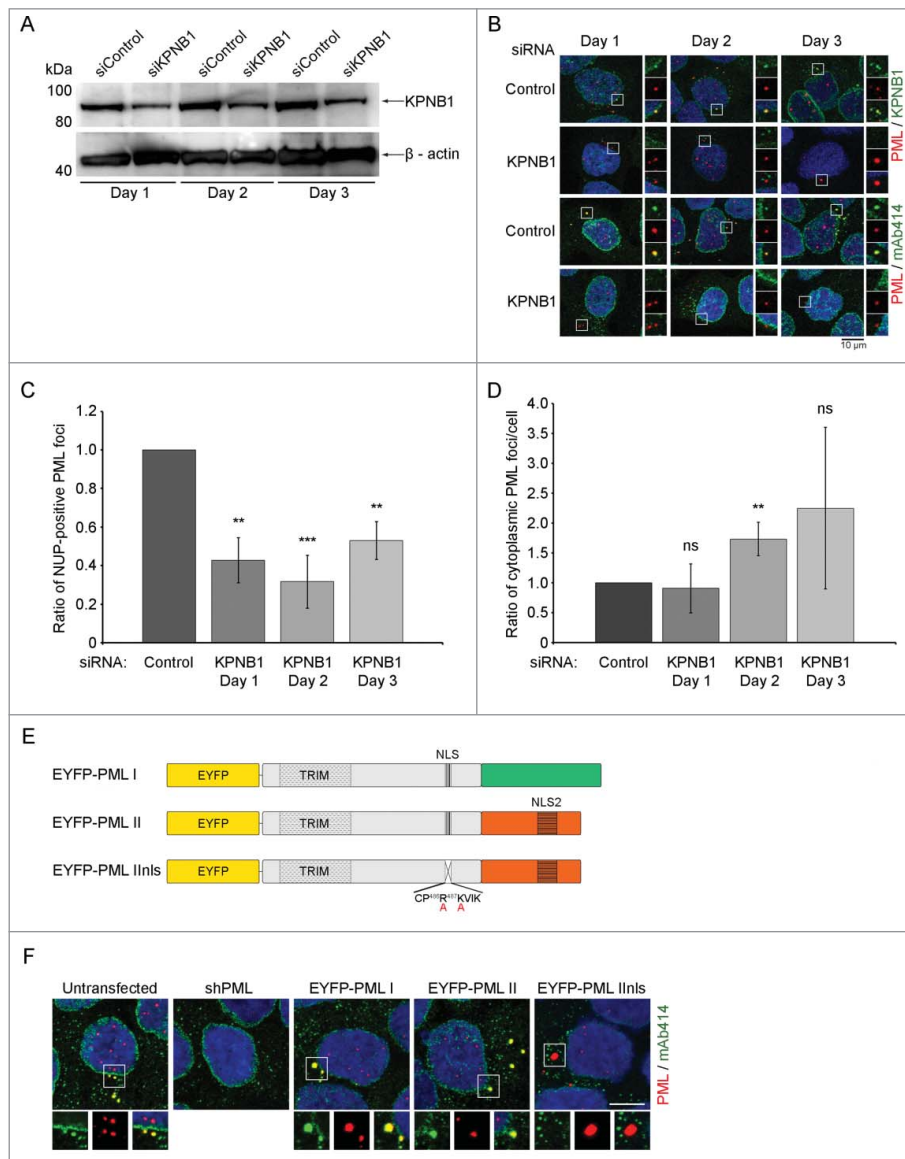 A
siControl siKPNB1 siControl siKPNB1 siControl siKPNB1
kDa
100
80
KPNB1
40
β - actin
Day 1 Day 2 Day 3
B
siRNA Day 1 Day 2 Day 3
Control
KPNB1
PML / KPNB1
Control
KPNB1
PML / mAb414
10 µm
C
Ratio of NUP-positive PML foci
1.2
1.0
0.8
0.6
0.4
0.2
0
** *** **
siRNA: Control KPNB1 KPNB1 KPNB1
Day 1 Day 2 Day 3
D
Ratio of cytoplasmic PML foci/cell
4.0
3.5
3.0
2.5
2.0
1.5
1.0
0.5
0
ns ** ns
siRNA: Control KPNB1 KPNB1 KPNB1
Day 1 Day 2 Day 3
E
NLS
EYFP-PML I EYFP TRIM
NLS2
EYFP-PML II EYFP TRIM
EYFP-PML IInls EYFP TRIM
CP R KVIK
A A
F
Untransfected shPML EYFP-PML I EYFP-PML II EYFP-PML IInls
PML / mAb414